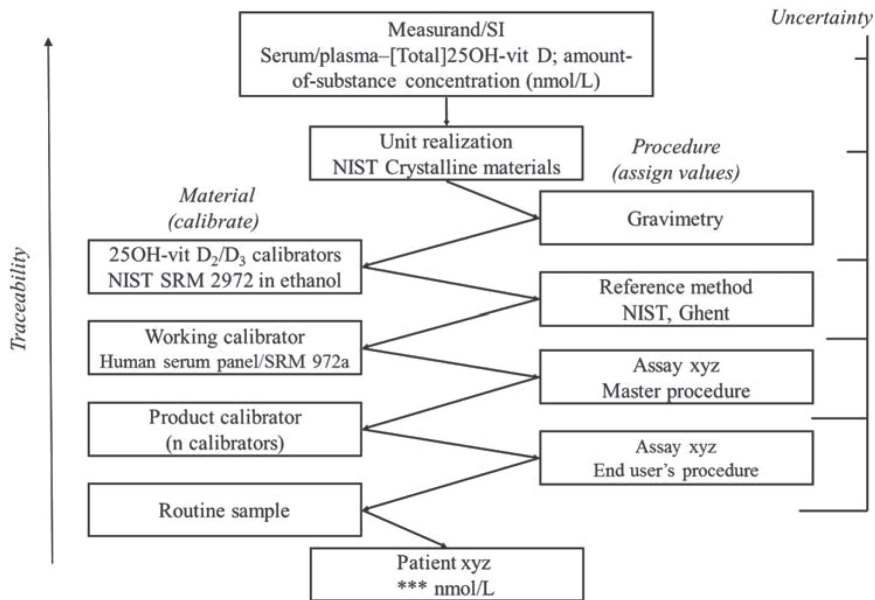 Uncertainty
Measurand/SI
Serum/plasma–[Total]25OH-vit D; amount-
of-substance concentration (nmol/L)
Unit realization
NIST Crystalline materials
Procedure
(assign values)
Material
(calibrate)
Gravimetry
25OH-vit D₂/D₃ calibrators
NIST SRM 2972 in ethanol
Reference method
NIST, Ghent
Traceability
Working calibrator
Human serum panel/SRM 972a
Assay xyz
Master procedure
Product calibrator
(n calibrators)
Assay xyz
End user's procedure
Routine sample
Patient xyz
*** nmol/L